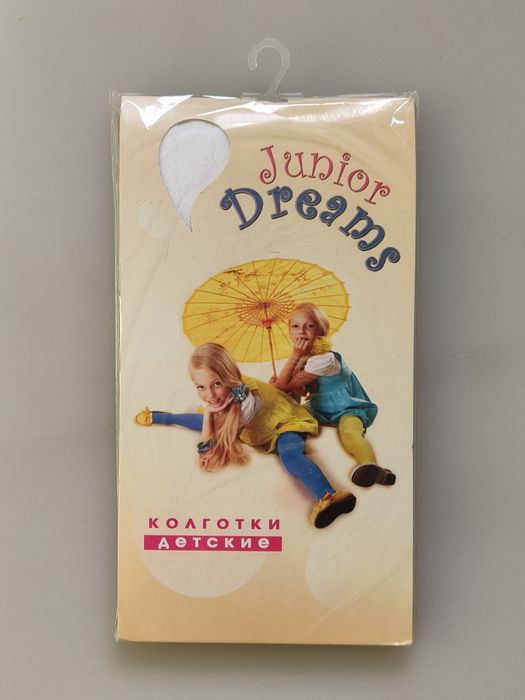 Junior
Dreams
колготки
детские